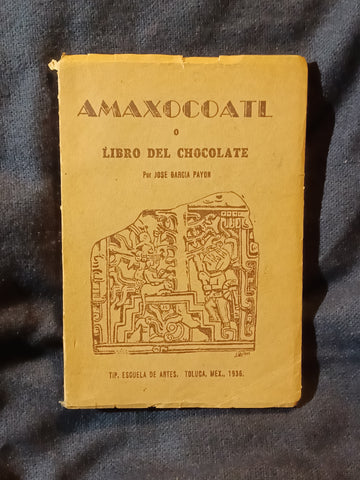 AMAXOCOATL
O
LIBRO DEL CHOCOLATE
Por JOSE GARCIA PAYON
TIP. ESCUELA DE ARTES. TOLUCA, MEX., 1936.